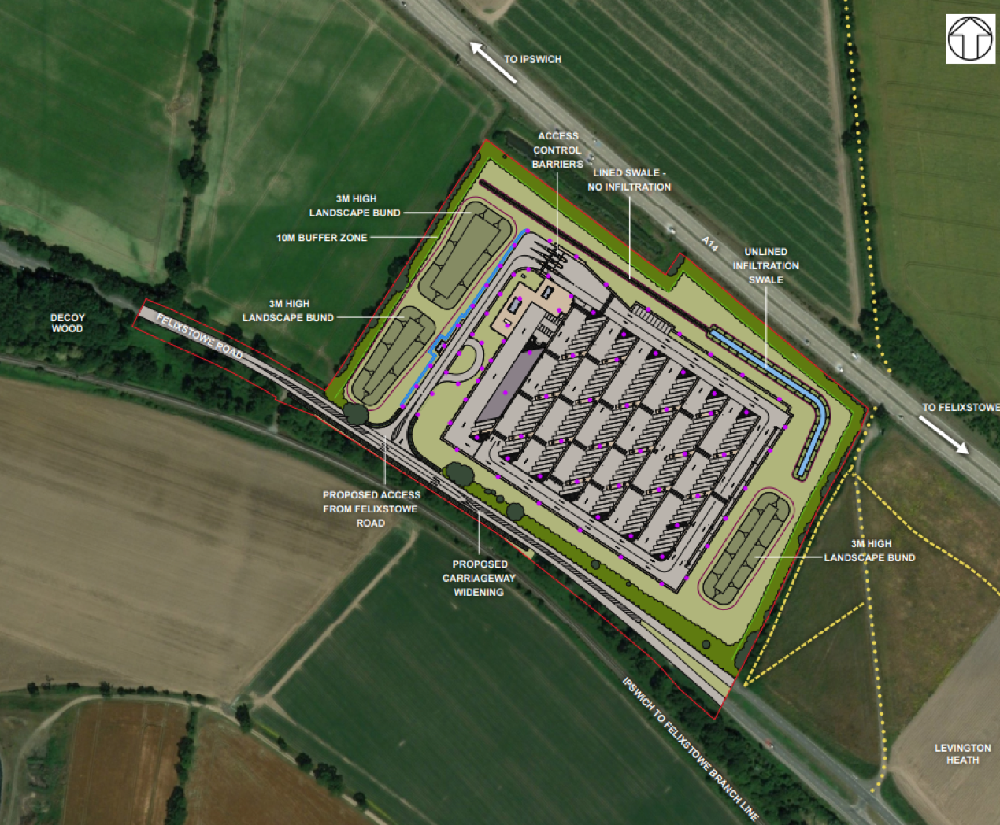 TO IPSWICH
ACCESS
CONTROL
BARRIERS
LINED SWALE -
NO INFILTRATION
3M HIGH
LANDSCAPE BUND
10M BUFFER ZONE
A14
UNLINED
INFILTRATION
SWALE
3M HIGH
LANDSCAPE BUND
DECOY
WOOD
FELIXSTOWE ROAD
TO FELIXSTOWE
PROPOSED ACCESS
FROM FELIXSTOWE
ROAD
3M HIGH
LANDSCAPE BUND
PROPOSED
CARRIAGEWAY
WIDENING
IPSWICH TO FELIXSTOWE BRANCH LINE
LEVINGTON
HEATH